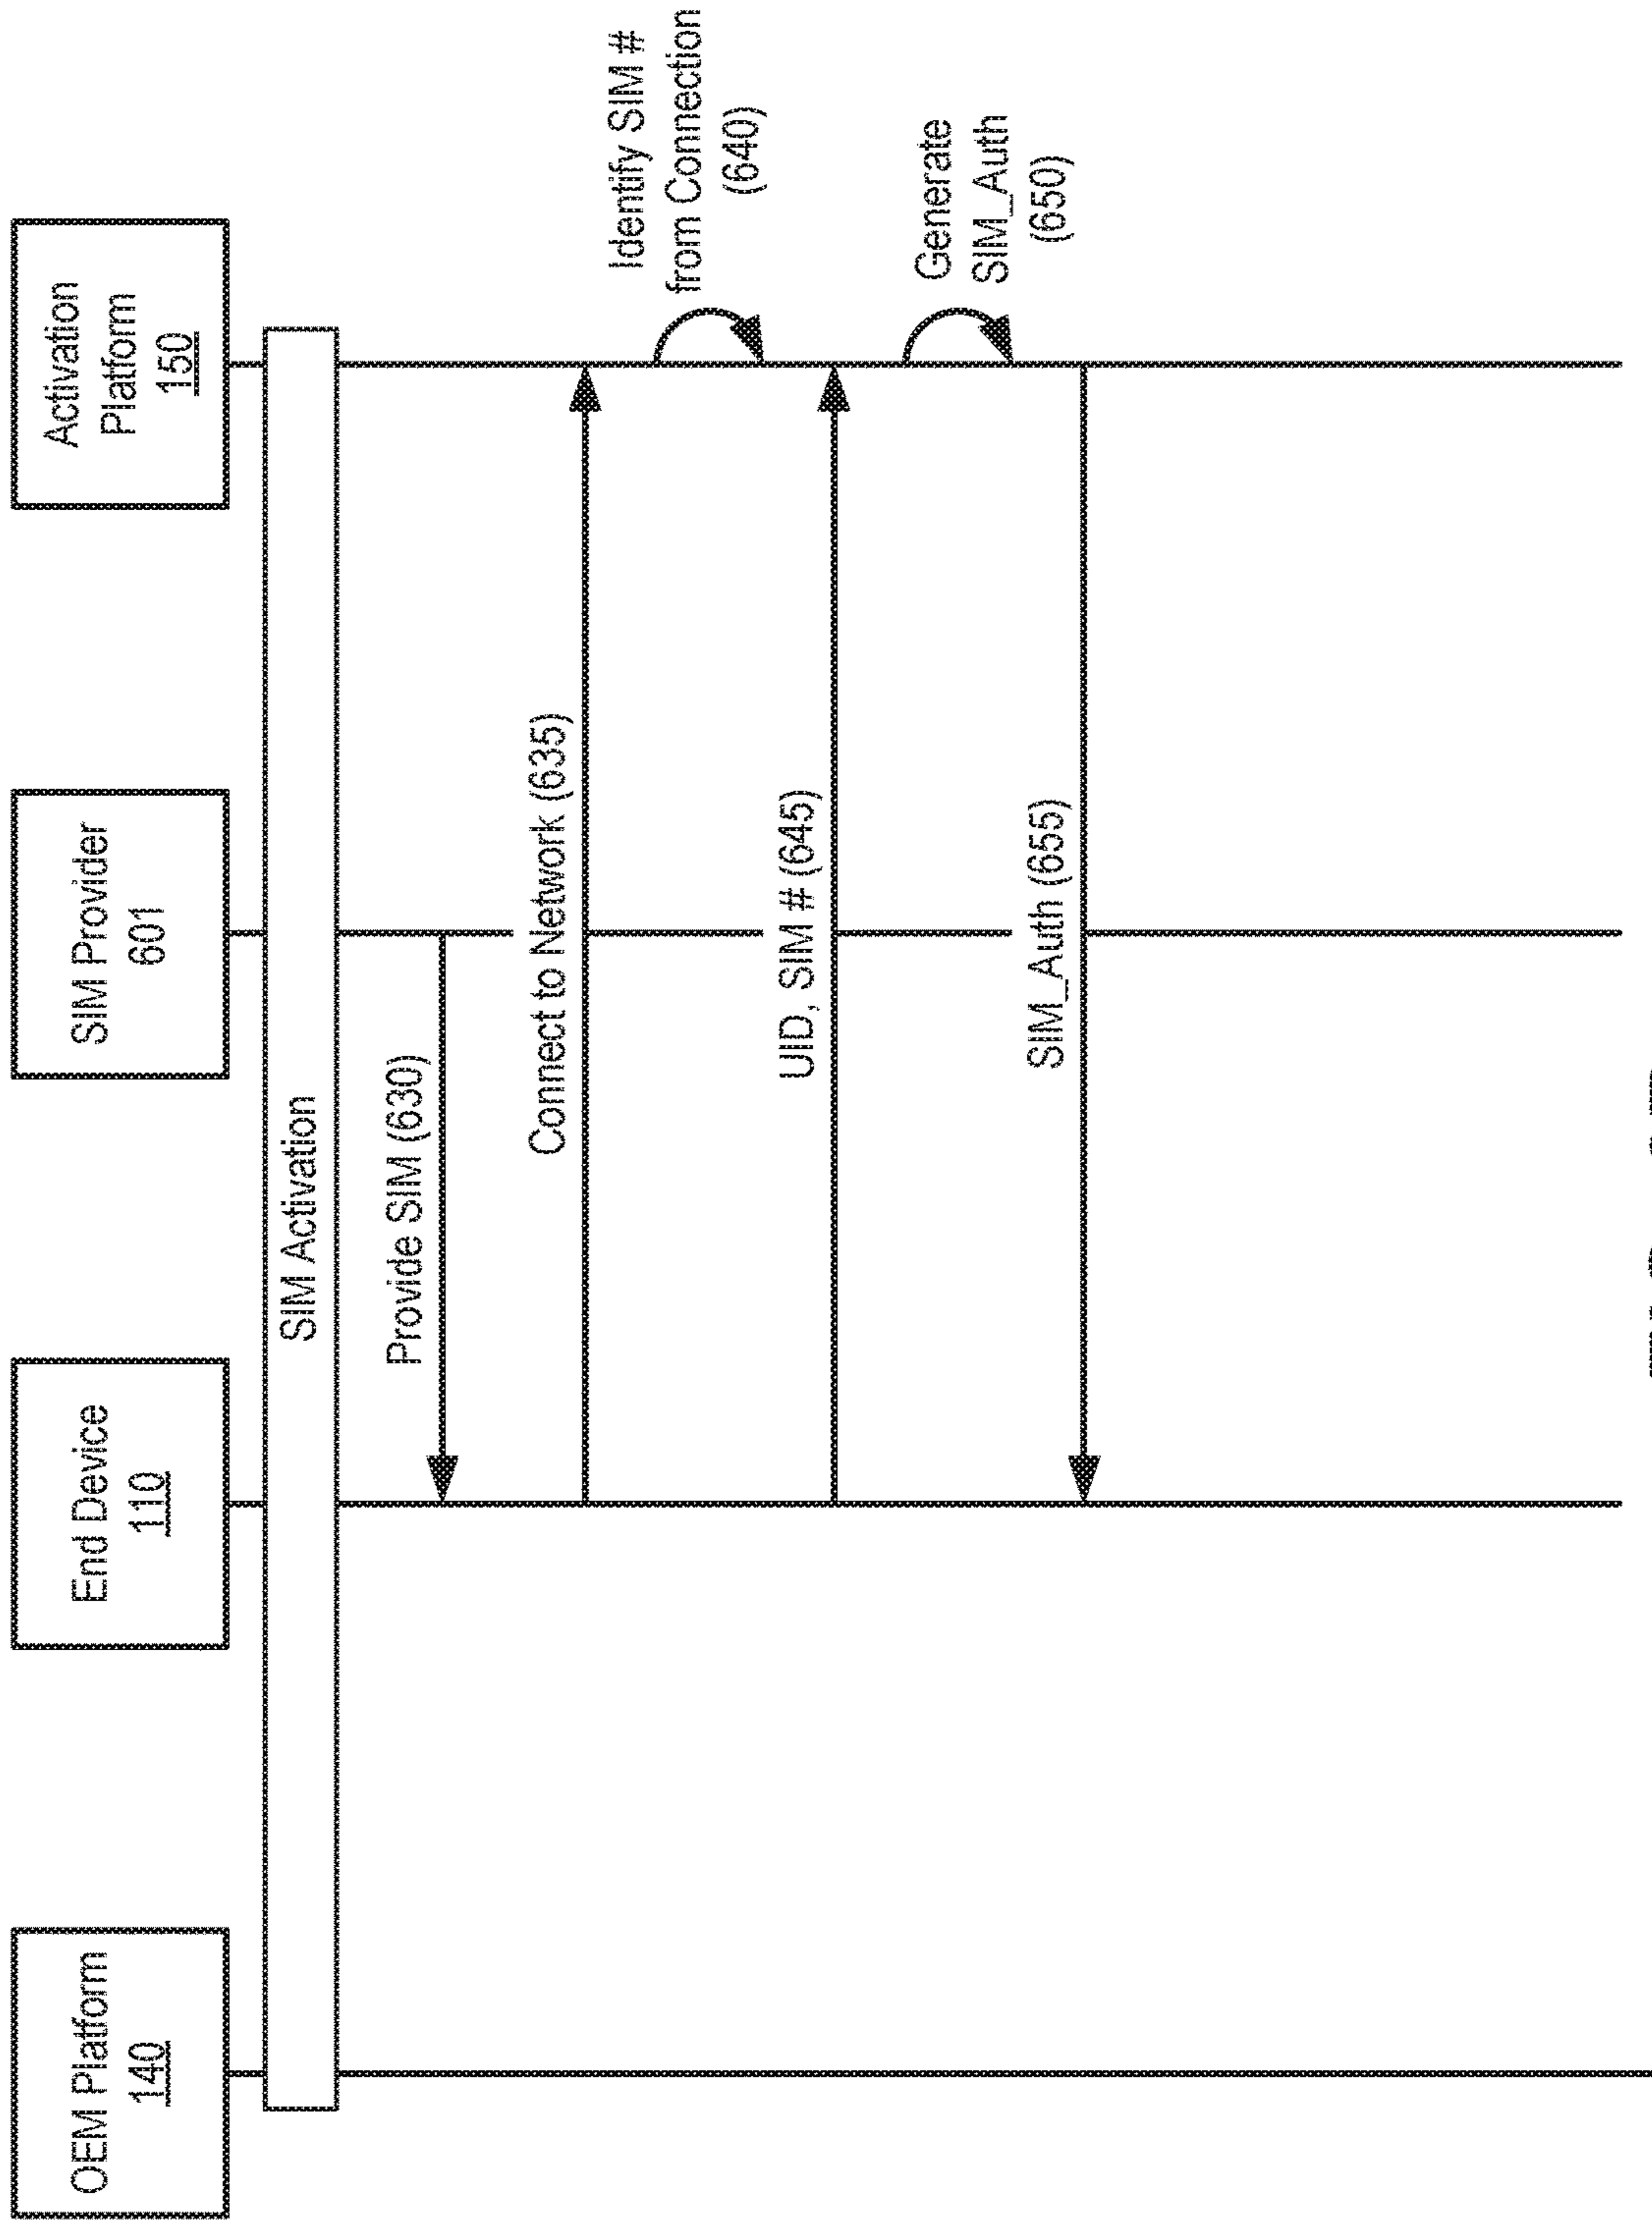 OEM Platform
140
End Device
110
SIM Provider
601
Activation
Platform
150
SIM Activation
Provide SIM (630)
Connect to Network (635)
Identify SIM #
from Connection
(640)
UID, SIM # (645)
Generate
SIM_Auth
(650)
SIM_Auth (655)